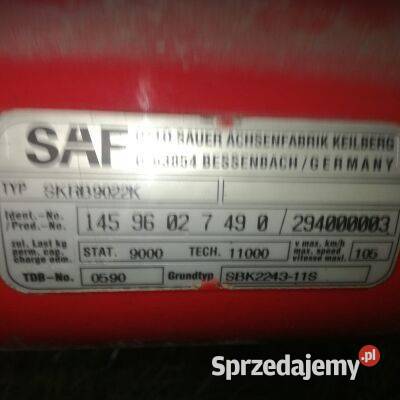 SAF OTTO SAUER ACHSENFABRIK KEILBERG
D-63854 BESSENBACH/GERMANY
TYP SKRB9022K
Ident.-No./Prod.-No. 145 96 02 7 49 0 / 294000003
zul. Last kg perm. cap. charge adm. STAT. 9000 TECH. 11000 v max. km/h max. speed vitesse maxi. 105
TDB-No. 0590 Grundtyp SBK2243-11S
Sprzedajemy.pl